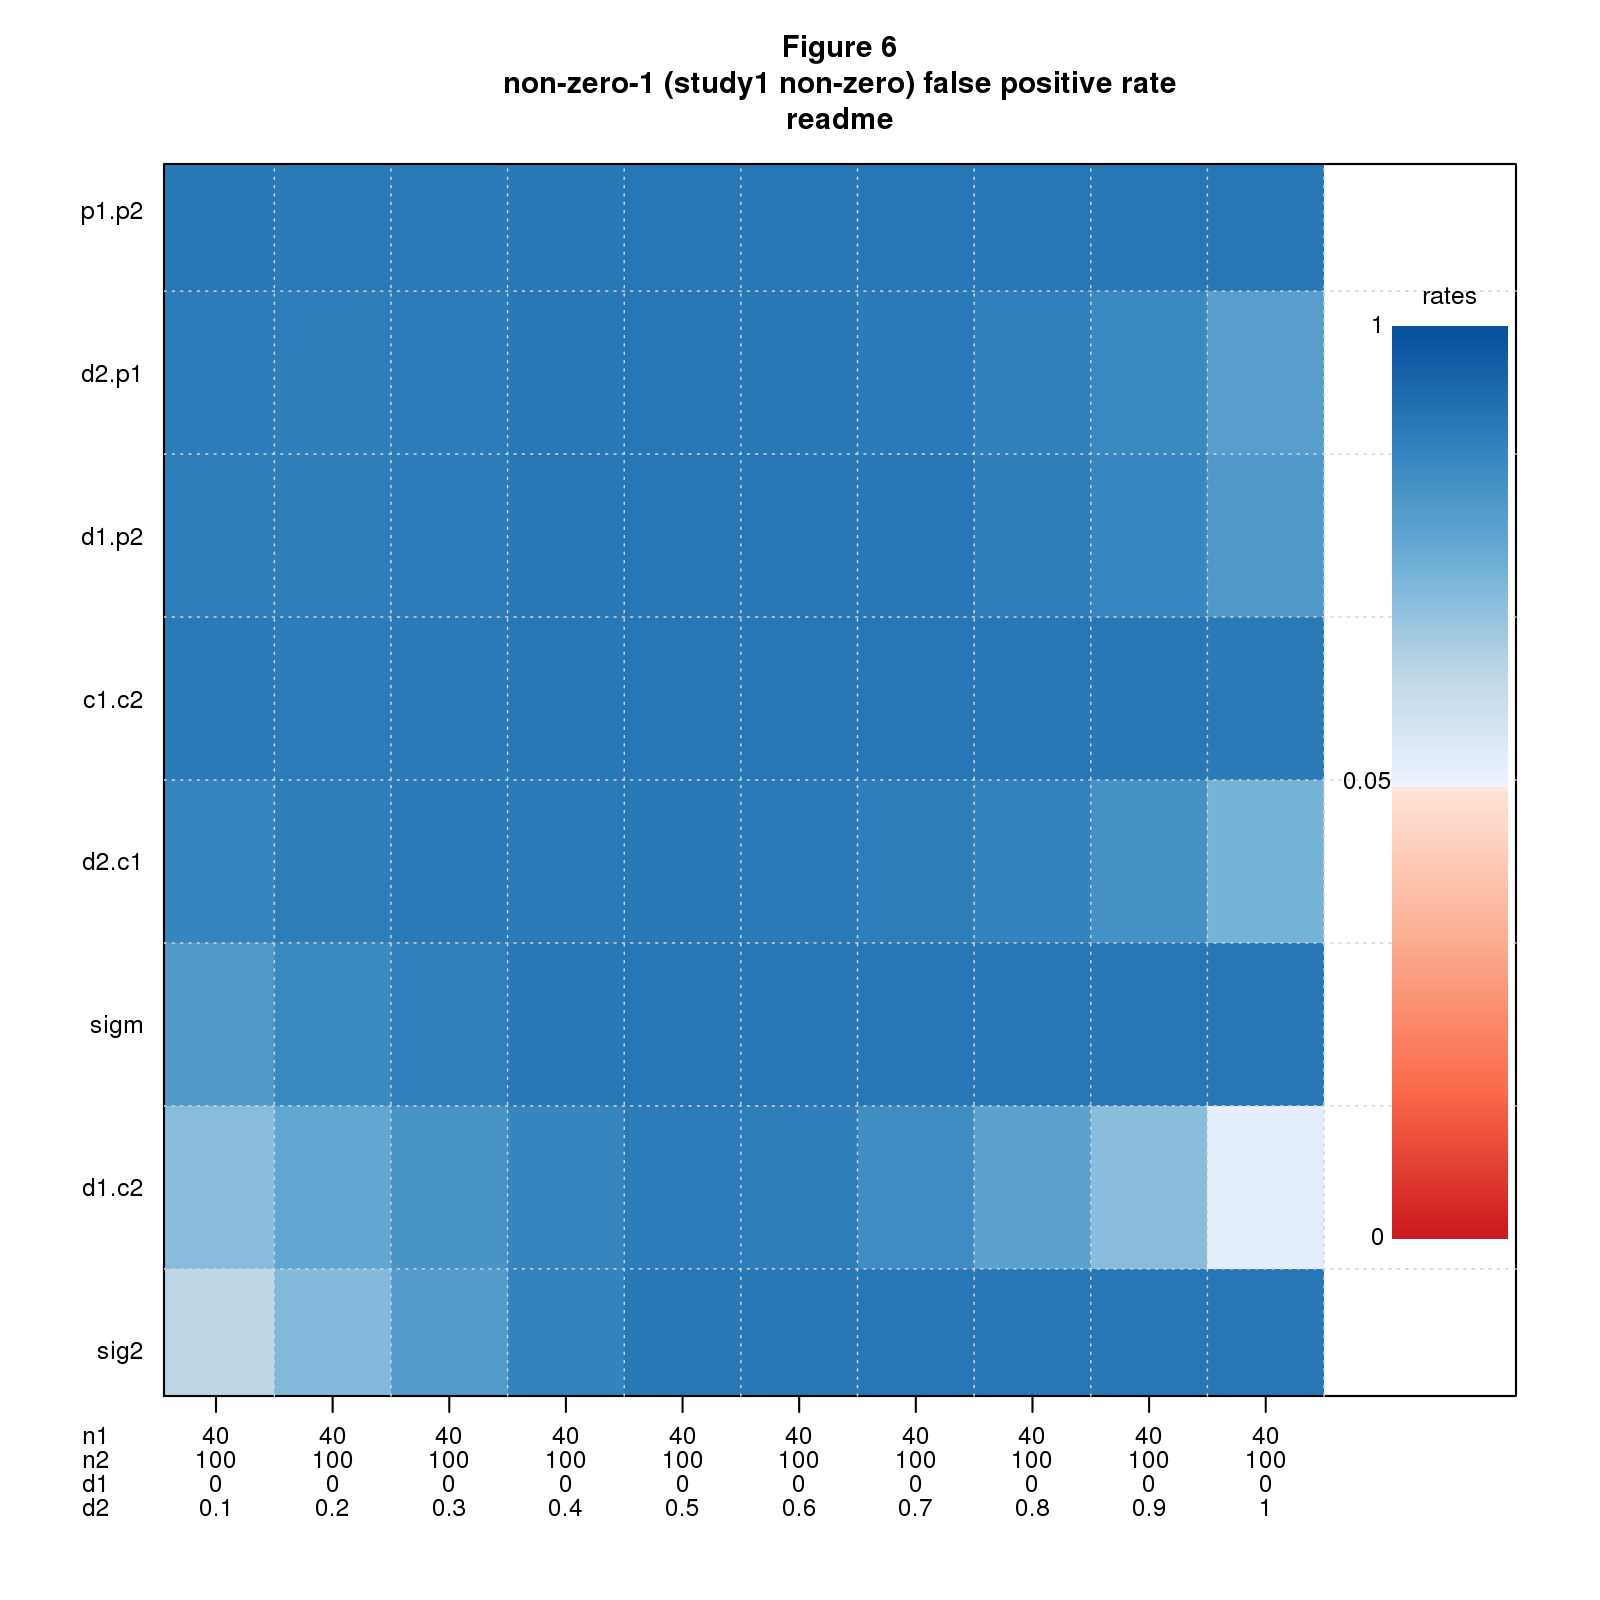 Figure 6
non-zero-1 (study1 non-zero) false positive rate
readme
p1.p2
d2.p1
d1.p2
c1.c2
d2.c1
sigm
d1.c2
sig2
rates
1
0.05
0
n1 40 40 40 40 40 40 40 40 40 40
n2 100 100 100 100 100 100 100 100 100 100
d1 0 0 0 0 0 0 0 0 0 0
d2 0.1 0.2 0.3 0.4 0.5 0.6 0.7 0.8 0.9 1